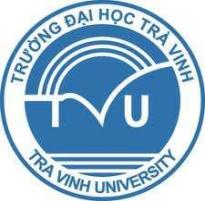 TRƯỜNG ĐẠI HỌC TRÀ VINH
TVU
TRA VINH UNIVERSITY